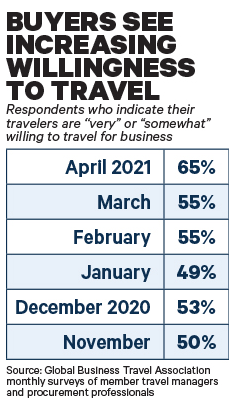 BUYERS SEE
INCREASING
WILLINGNESS
TO TRAVEL
Respondents who indicate their
travelers are “very” or “somewhat”
willing to travel for business
April 2021 65%
March 55%
February 55%
January 49%
December 2020 53%
November 50%
Source: Global Business Travel Association
monthly surveys of member travel managers
and procurement professionals